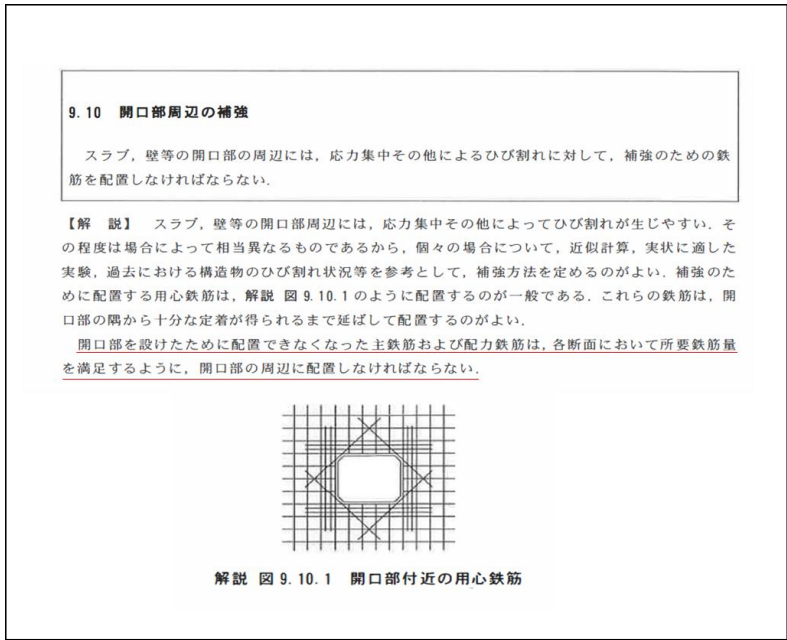 9.10 開口部周辺の補強
スラブ，壁等の開口部の周辺には，応力集中その他によるひび割れに対して，補強のための鉄
筋を配置しなければならない．
【解 説】 スラブ，壁等の開口部周辺には，応力集中その他によってひび割れが生じやすい．そ
の程度は場合によって相当異なるものであるから，個々の場合について，近似計算，実状に適した
実験，過去における構造物のひび割れ状況等を参考として，補強方法を定めるのがよい．補強のた
めに配置する用心鉄筋は，解説 図 9.10.1 のように配置するのが一般である．これらの鉄筋は，開
口部の隅から十分な定着が得られるまで延ばして配置するのがよい．
開口部を設けたために配置できなくなった主鉄筋および配力鉄筋は，各断面において所要鉄筋量
を満足するように，開口部の周辺に配置しなければならない．
解説 図 9.10.1 開口部付近の用心鉄筋